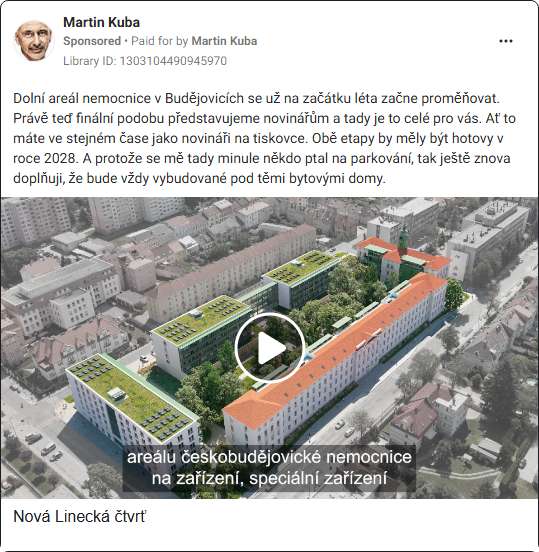 Martin Kuba
Sponsored • Paid for by Martin Kuba
Library ID: 1303104490945970
Dolní areál nemocnice v Budějovicích se už na začátku léta začne proměňovat.
Právě teď finální podobu představujeme novinářům a tady je to celé pro vás. Ať to
máte ve stejném čase jako novináři na tiskovce. Obě etapy by měly být hotovy v
roce 2028. A protože se mě tady minule někdo ptal na parkování, tak ještě znova
doplňuji, že bude vždy vybudované pod těmi bytovými domy.
areálu českobudějovické nemocnice
na zařízení, speciální zařízení
Nová Linecká čtvrť